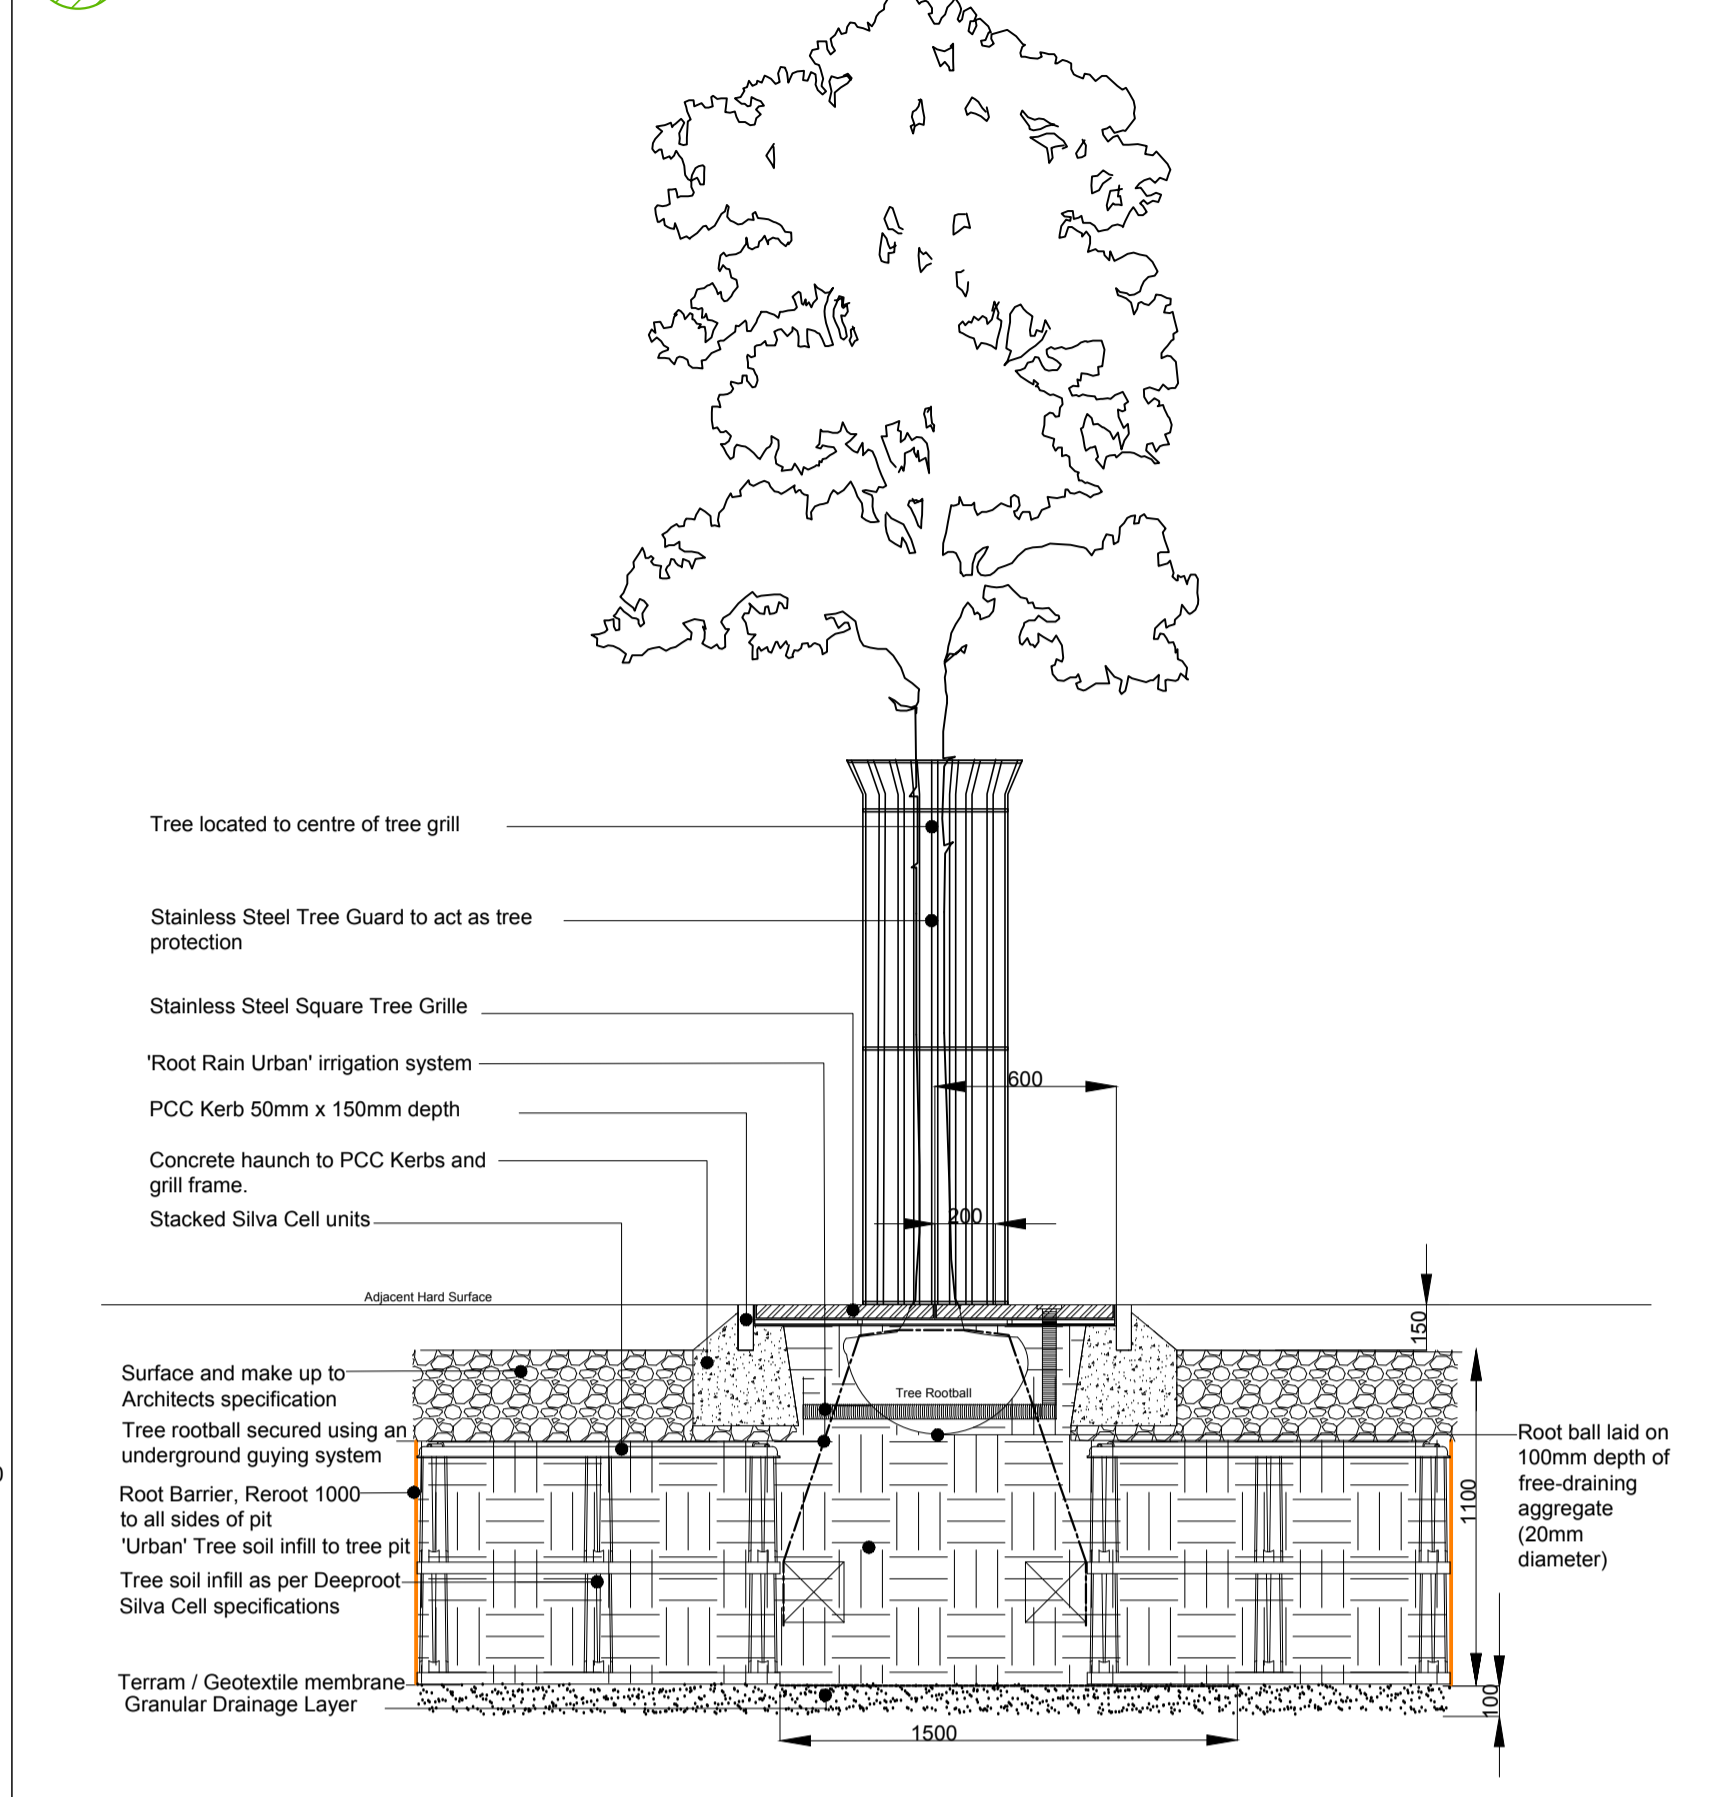 Tree located to centre of tree grill
Stainless Steel Tree Guard to act as tree
protection
Stainless Steel Square Tree Grille
'Root Rain Urban' irrigation system
600
PCC Kerb 50mm x 150mm depth
Concrete haunch to PCC Kerbs and
grill frame.
Stacked Silva Cell units
200
Adjacent Hard Surface
150
Surface and make up to
Architects specification
Tree Rootball
Tree rootball secured using an
underground guying system
Root ball laid on
100mm depth of
free-draining
aggregate
(20mm
diameter)
1100
Root Barrier, Reroot 1000
to all sides of pit
'Urban' Tree soil infill to tree pit
Tree soil infill as per Deeproot
Silva Cell specifications
Terram / Geotextile membrane
Granular Drainage Layer
100
1500